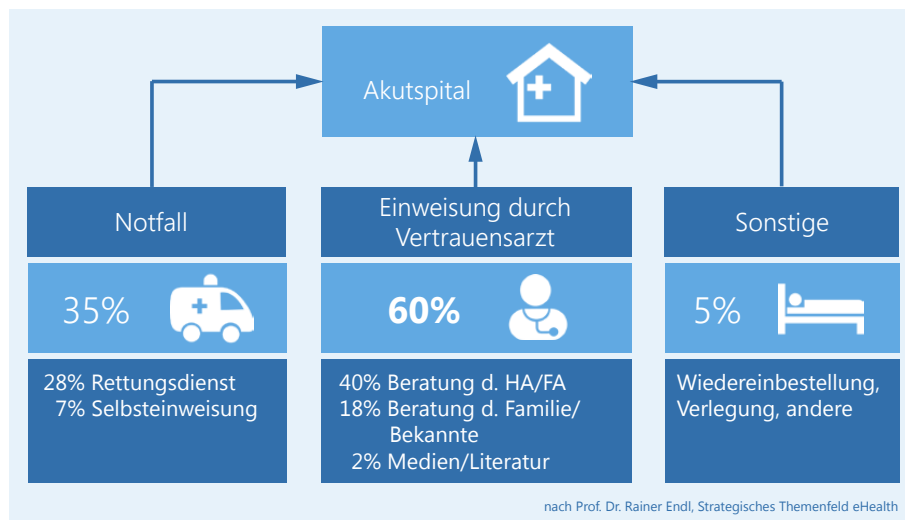 Akutspital
Notfall
35%
28% Rettungsdienst
7% Selbsteinweisung
Einweisung durch
Vertrauensarzt
60%
40% Beratung d. HA/FA
18% Beratung d. Familie/
Bekannte
2% Medien/Literatur
Sonstige
5%
Wiedereinbestellung,
Verlegung, andere
nach Prof. Dr. Rainer Endl, Strategisches Themenfeld eHealth